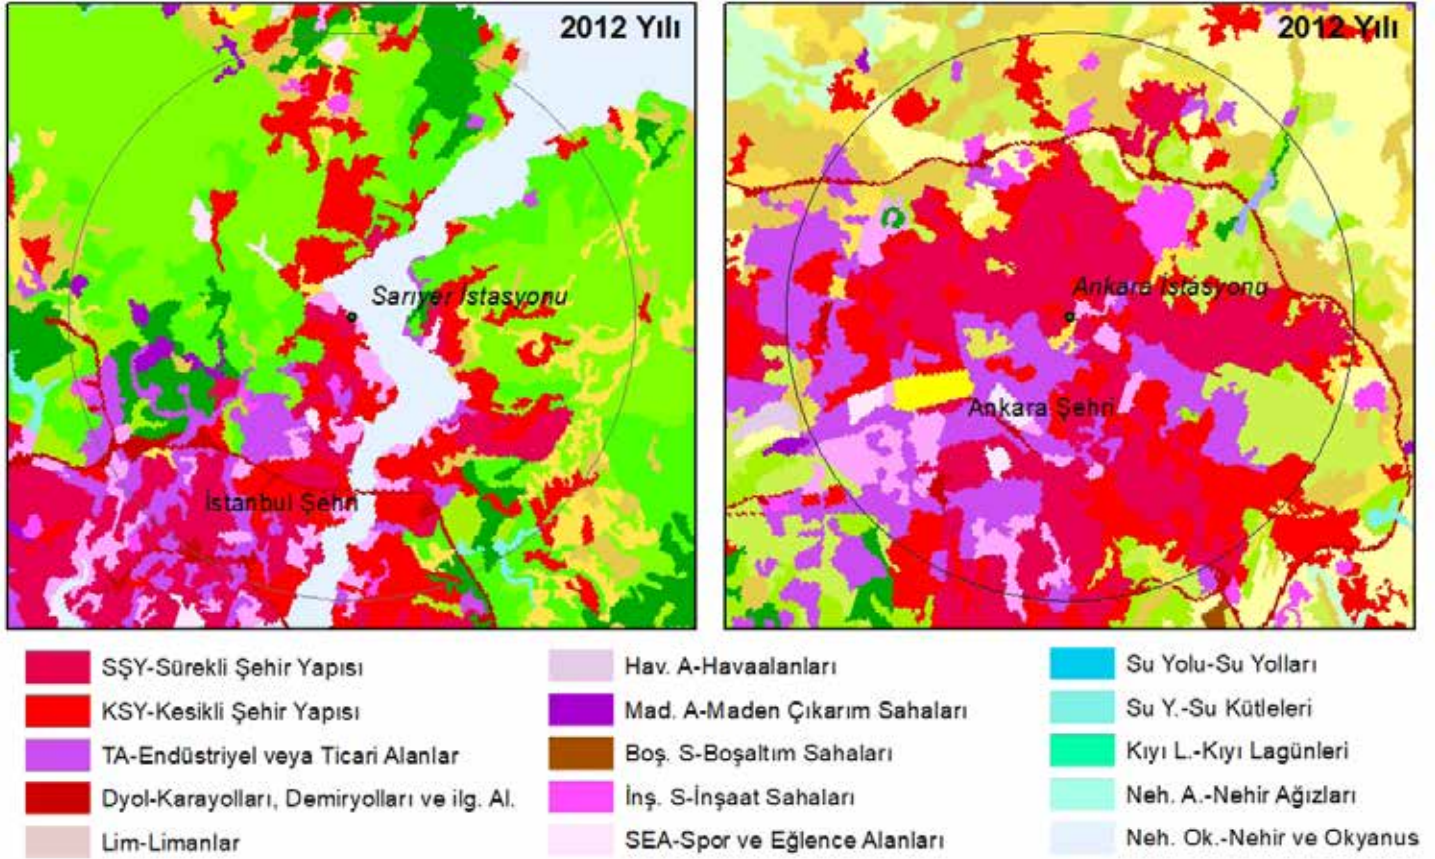 2012 Yılı
2012 Yılı
Sarıyer İstasyonu
Ankara İstasyonu
Ankara Şehri
İstanbul Şehri
SŞY-Sürekli Şehir Yapısı
KSY-Kesikli Şehir Yapısı
TA-Endüstriyel veya Ticari Alanlar
Dyol-Karayolları, Demiryolları ve ilg. Al.
Lim-Limanlar
Hav. A-Havaalanları
Mad. A-Maden Çıkarım Sahaları
Boş. S-Boşaltım Sahaları
İnş. S-İnşaat Sahaları
SEA-Spor ve Eğlence Alanları
Su Yolu-Su Yolları
Su Y.-Su Kütleleri
Kıyı L.-Kıyı Lagünleri
Neh. A.-Nehir Ağızları
Neh. Ok.-Nehir ve Okyanus